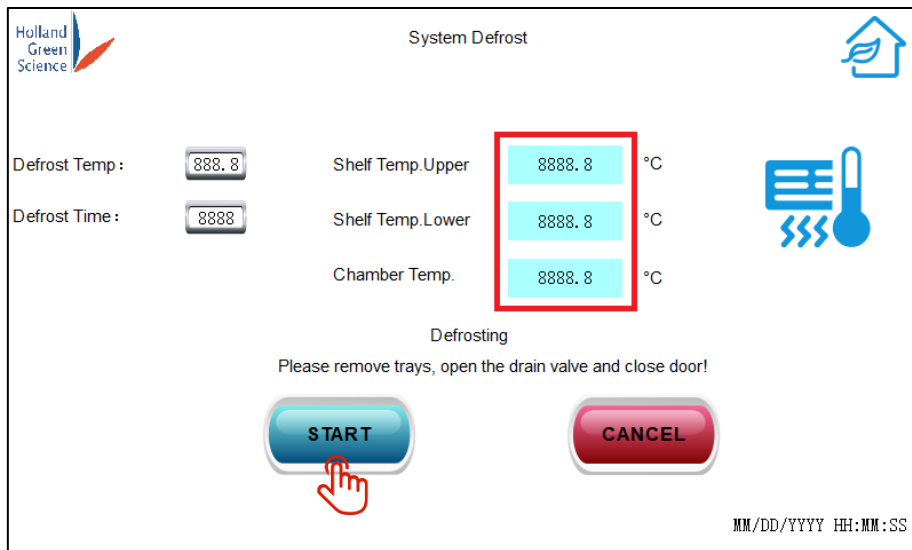 Holland
Green
Science
System Defrost
Defrost Temp： 888.8 Shelf Temp.Upper 8888.8 °C
Defrost Time： 8888 Shelf Temp.Lower 8888.8 °C
Chamber Temp. 8888.8 °C
Defrosting
Please remove trays, open the drain valve and close door!
START CANCEL
MM/DD/YYYY HH:MM:SS